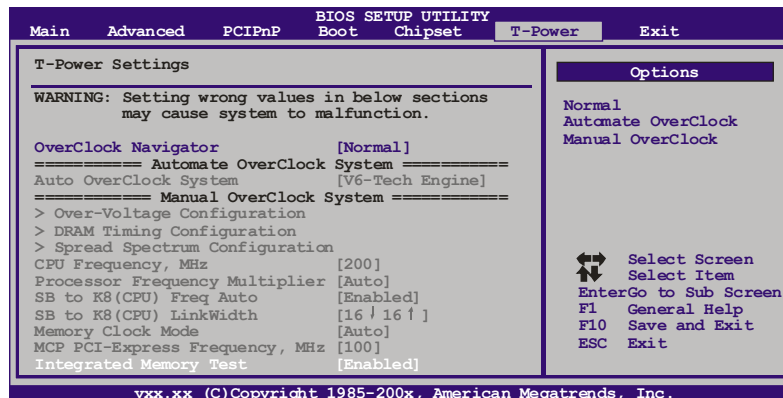 BIOS SETUP UTILITY
Main Advanced PCIPnP Boot Chipset T-Power Exit
T-Power Settings
WARNING: Setting wrong values in below sections
may cause system to malfunction.
OverClock Navigator [Normal]
=========== Automate OverClock System ===========
Auto OverClock System [V6-Tech Engine]
============ Manual OverClock System ===========
> Over-Voltage Configuration
> DRAM Timing Configuration
> Spread Spectrum Configuration
CPU Frequency, MHz [200]
Processor Frequency Multiplier [Auto]
SB to K8(CPU) Freq Auto [Enabled]
SB to K8(CPU) LinkWidth [16 ↓ 16 ↑ ]
Memory Clock Mode [Auto]
MCP PCI-Express Frequency, MHz [100]
Integrated Memory Test [Enabled]
Options
Normal
Automate OverClock
Manual OverClock
Select Screen
Select Item
EnterGo to Sub Screen
F1 General Help
F10 Save and Exit
ESC Exit
vxx.xx (C)Copyright 1985-200x, American Megatrends, Inc.